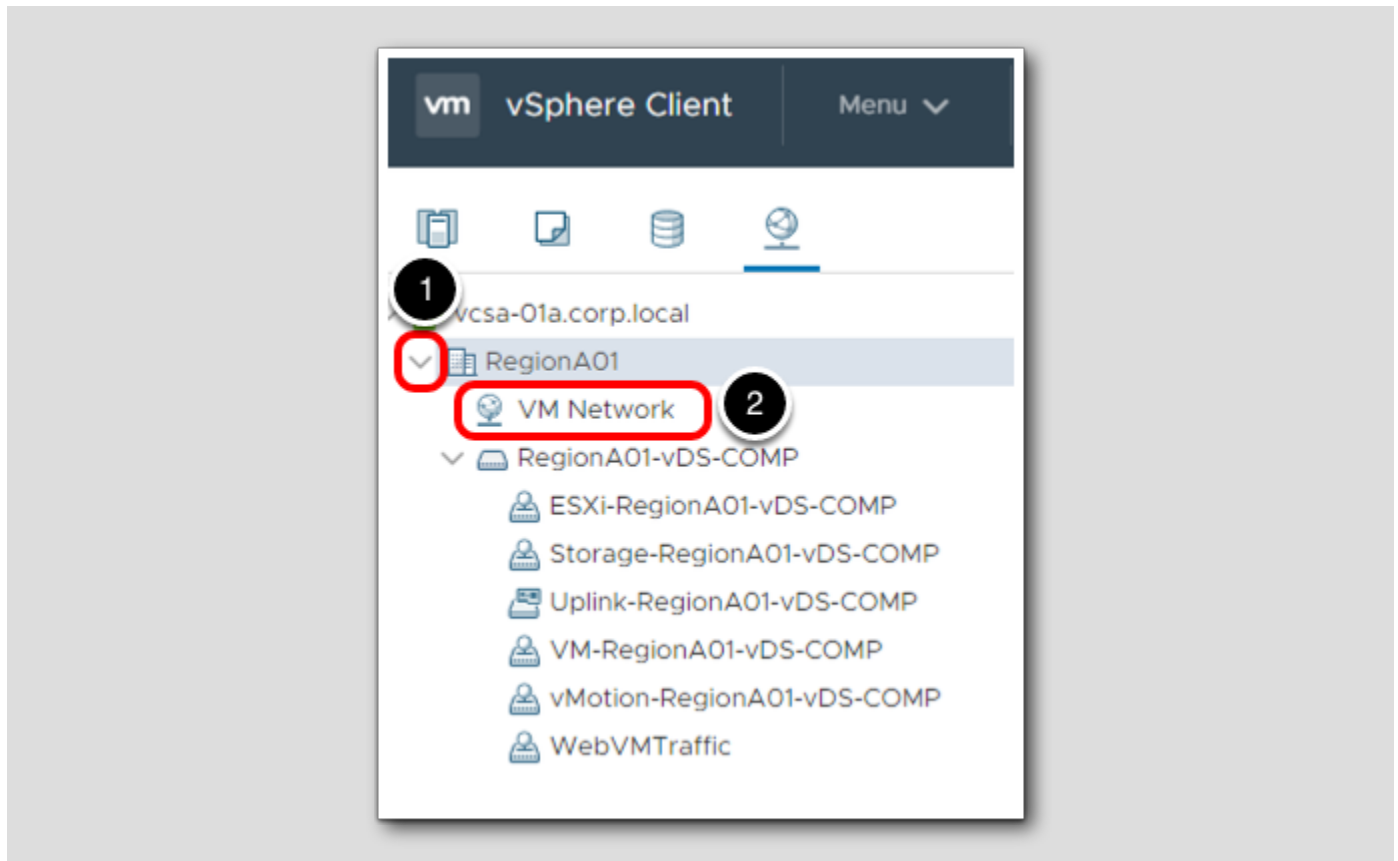 vm vSphere Client Menu
1
vcsa-01a.corp.local
RegionA01
VM Network 2
RegionA01-vDS-COMP
ESXi-RegionA01-vDS-COMP
Storage-RegionA01-vDS-COMP
Uplink-RegionA01-vDS-COMP
VM-RegionA01-vDS-COMP
vMotion-RegionA01-vDS-COMP
WebVMTraffic